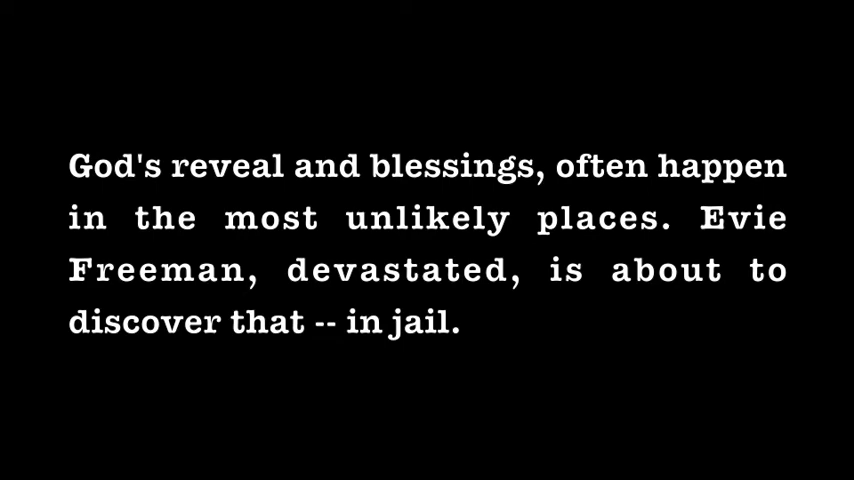 God's reveal and blessings, often happen
in the most unlikely places. Evie
Freeman, devastated, is about to
discover that -- in jail.